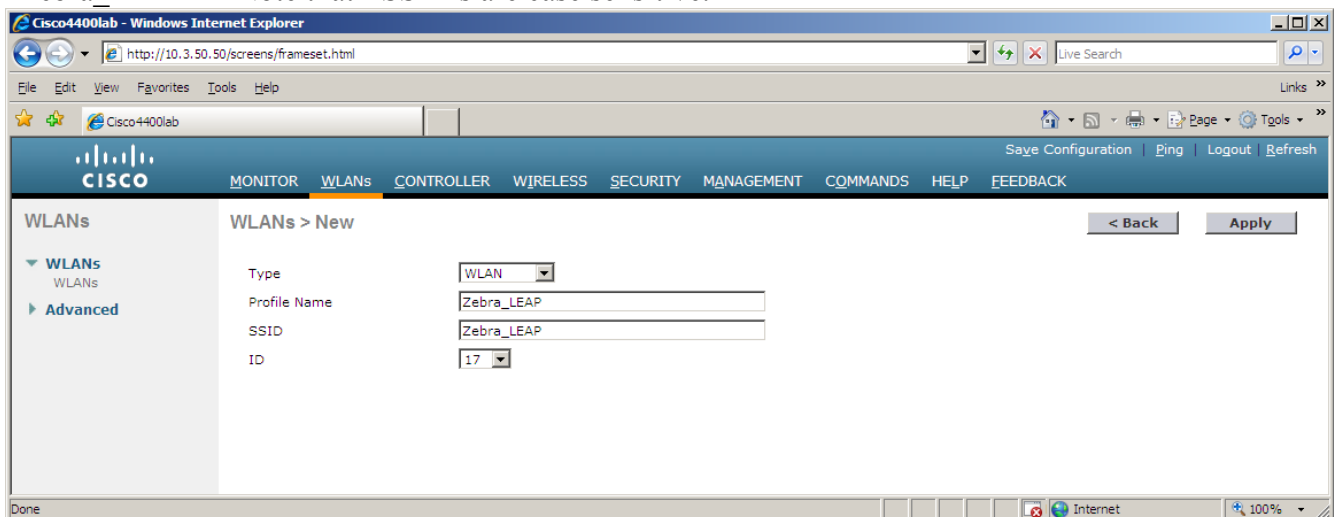 Cisco4400lab - Windows Internet Explorer
http://10.3.50.50/screens/frameset.html
Live Search
File Edit View Favorites Tools Help
Links »
Cisco4400lab
Page Tools »
Save Configuration | Ping | Logout | Refresh
CISCO
MONITOR WLANs CONTROLLER WIRELESS SECURITY MANAGEMENT COMMANDS HELP FEEDBACK
WLANs
WLANs > New
< Back
Apply
WLANs
WLANs
Advanced
Type WLAN
Profile Name Zebra_LEAP
SSID Zebra_LEAP
ID 17
Done
Internet
100%